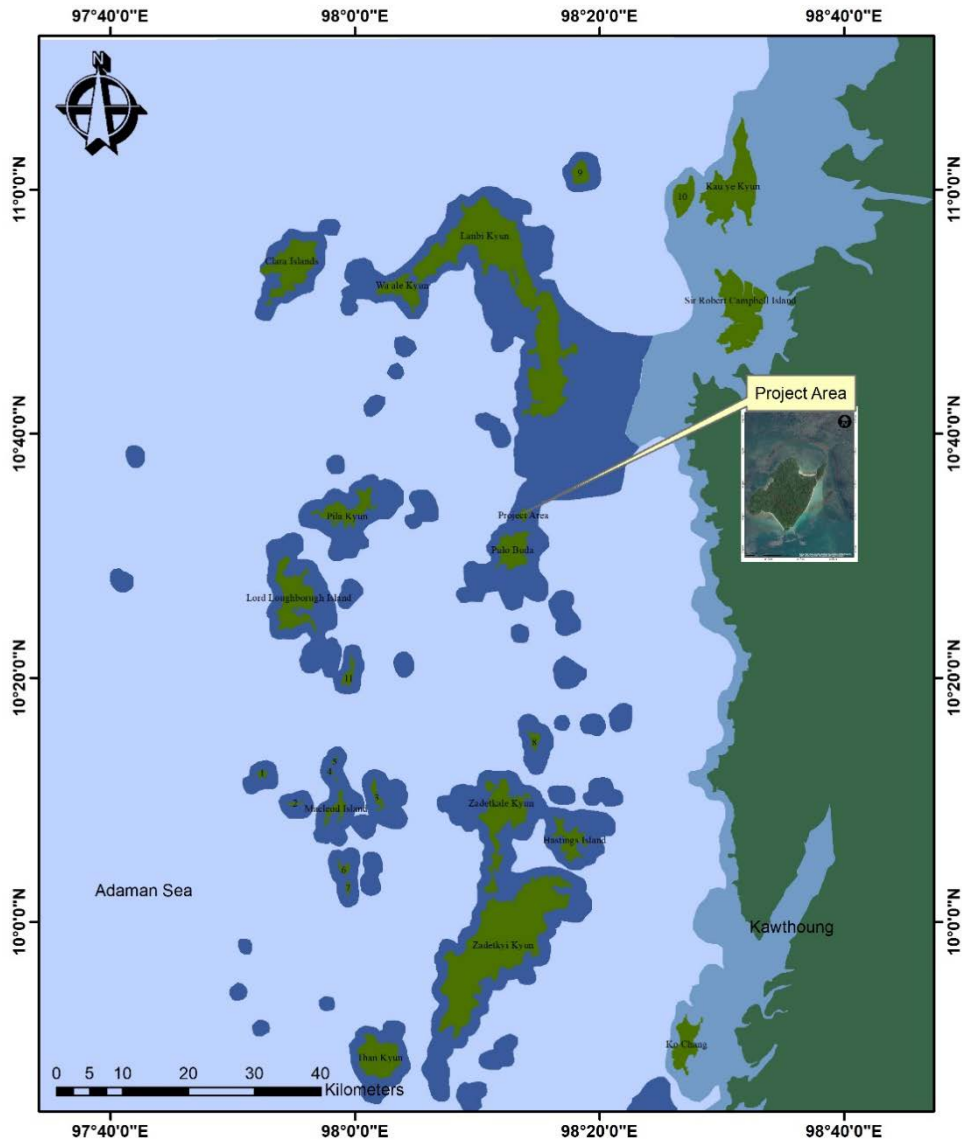 97°40'0"E 98°0'0"E 98°20'0"E 98°40'0"E
N
11°0'0"N
11°0'0"N
9
10
Kau ye Kyun
Lanbi Kyun
Clara Islands
Wa ale Kyun
Sir Robert Campbell Island
Project Area
10°40'0"N
10°40'0"N
Pila Kyun
Project Area
Pulo Bada
Lord Loughborugh Island
10°20'0"N
10°20'0"N
11
8
1
3
4
2
Macleod Island
Zadetkale Kyun
Hastings Island
6
7
Adaman Sea
10°0'0"N
10°0'0"N
Kawthoung
Zadetkyi Kyun
Ko Chang
Than Kyun
0 5 10 20 30 40
Kilometers
97°40'0"E 98°0'0"E 98°20'0"E 98°40'0"E